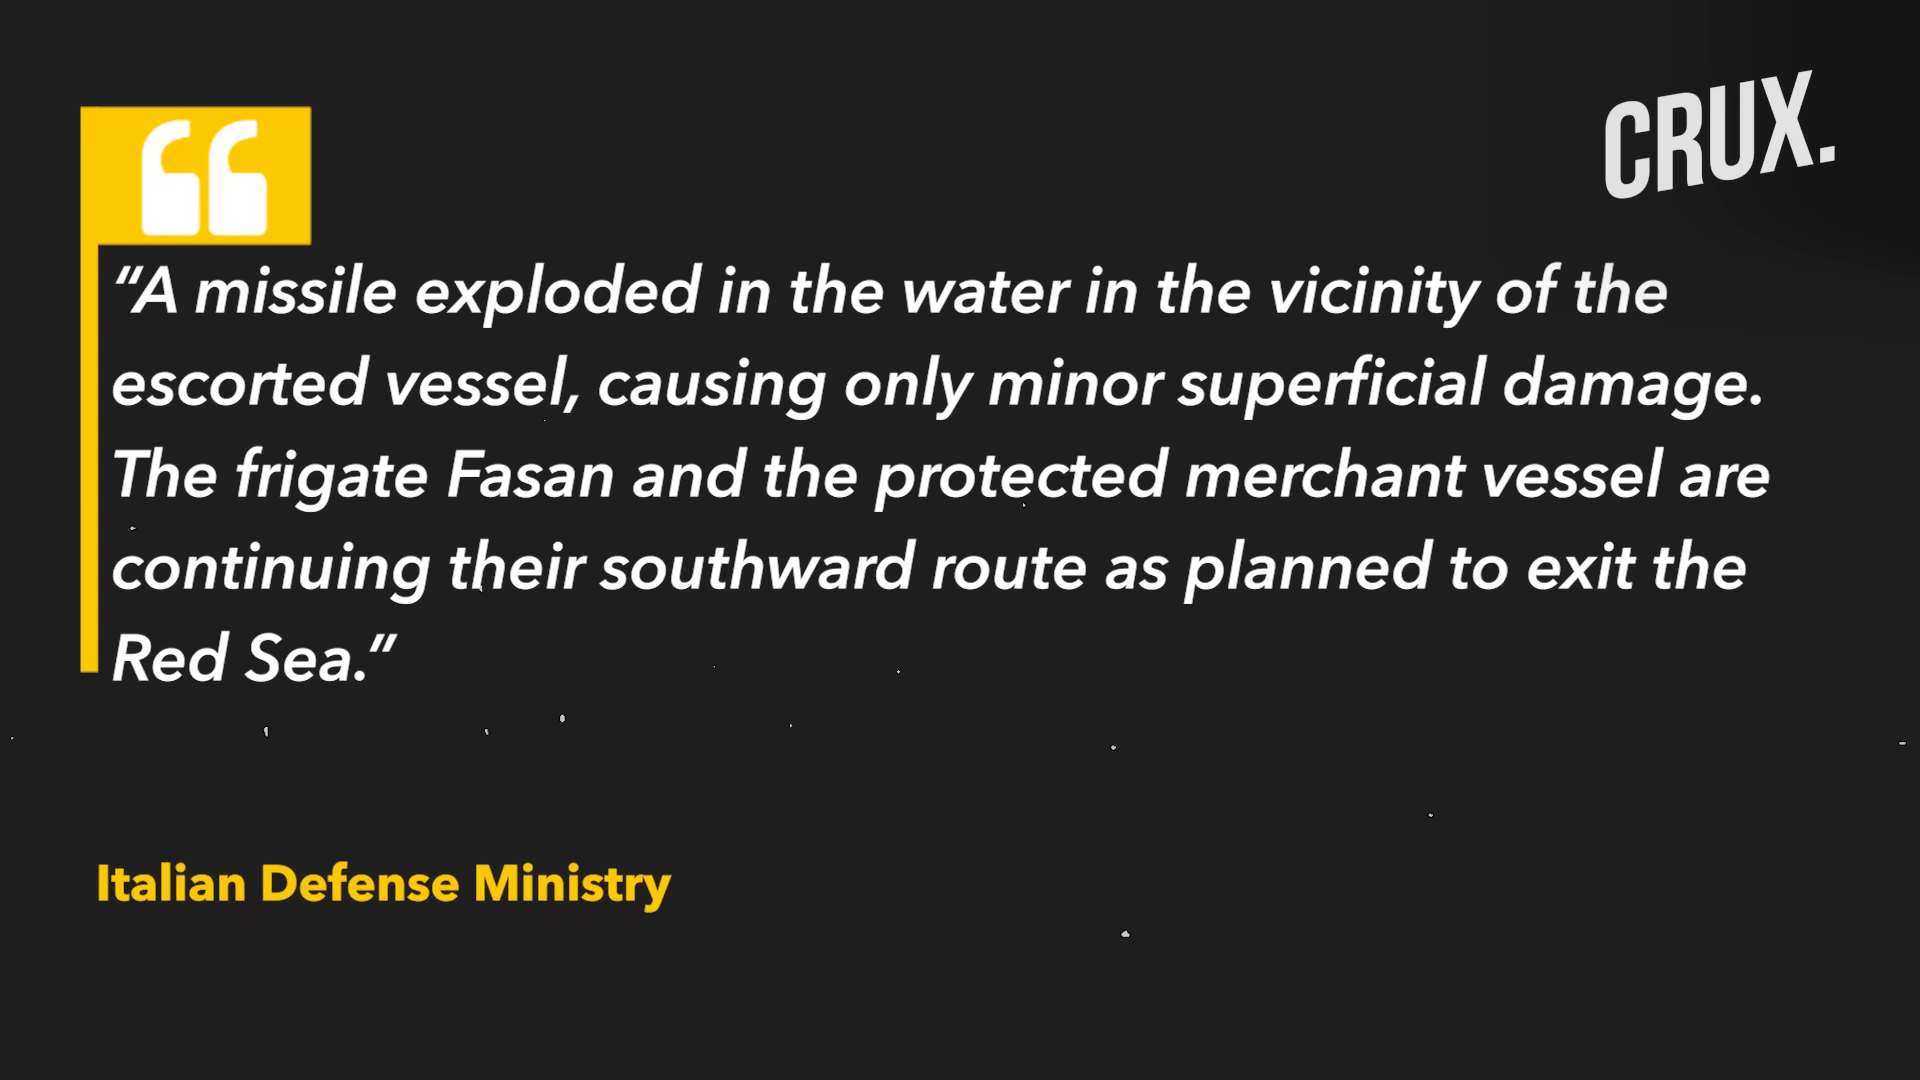 CRUX.
“A missile exploded in the water in the vicinity of the
escorted vessel, causing only minor superficial damage.
The frigate Fasan and the protected merchant vessel are
continuing their southward route as planned to exit the
Red Sea.”
Italian Defense Ministry